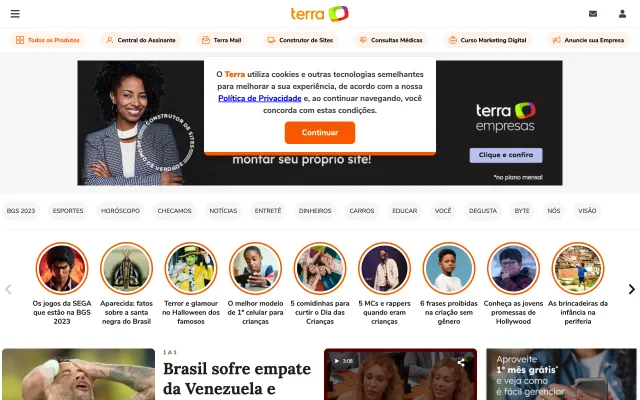 terra
Todos os Produtos
Central do Assinante
Terra Mail
Construtor de Sites
Consultas Médicas
Curso Marketing Digital
Anuncie sua Empresa
O Terra utiliza cookies e outras tecnologias semelhantes
para melhorar a sua experiência, de acordo com a nossa
Política de Privacidade e, ao continuar navegando, você
concorda com estas condições.
Continuar
CONSTRUTOR DE SITES
montar seu próprio site!
terra
empresas
Clique e confira
*no plano mensal
BGS 2023
ESPORTES
HORÓSCOPO
CHECAMOS
NOTÍCIAS
ENTRETÊ
DINHEIROS
CARROS
EDUCAR
VOCÊ
DEGUSTA
BYTE
NÓS
VISÃO
Os jogos da SEGA
que estão na BGS
2023
Aparecida: fatos
sobre a santa
negra do Brasil
Terror e glamour
no Halloween dos
famosos
O melhor modelo
de 1º celular para
crianças
5 comidinhas para
curtir o Dia das
Crianças
5 MCs e rappers
quando eram
crianças
6 frases proibidas
na criação sem
gênero
Conheça as jovens
promessas de
Hollywood
As brincadeiras da
infância na
periferia
1 A 1
Brasil sofre empate
da Venezuela e
3:08
Aproveite
1º mês grátis*
e veja como
é fácil gerenciar